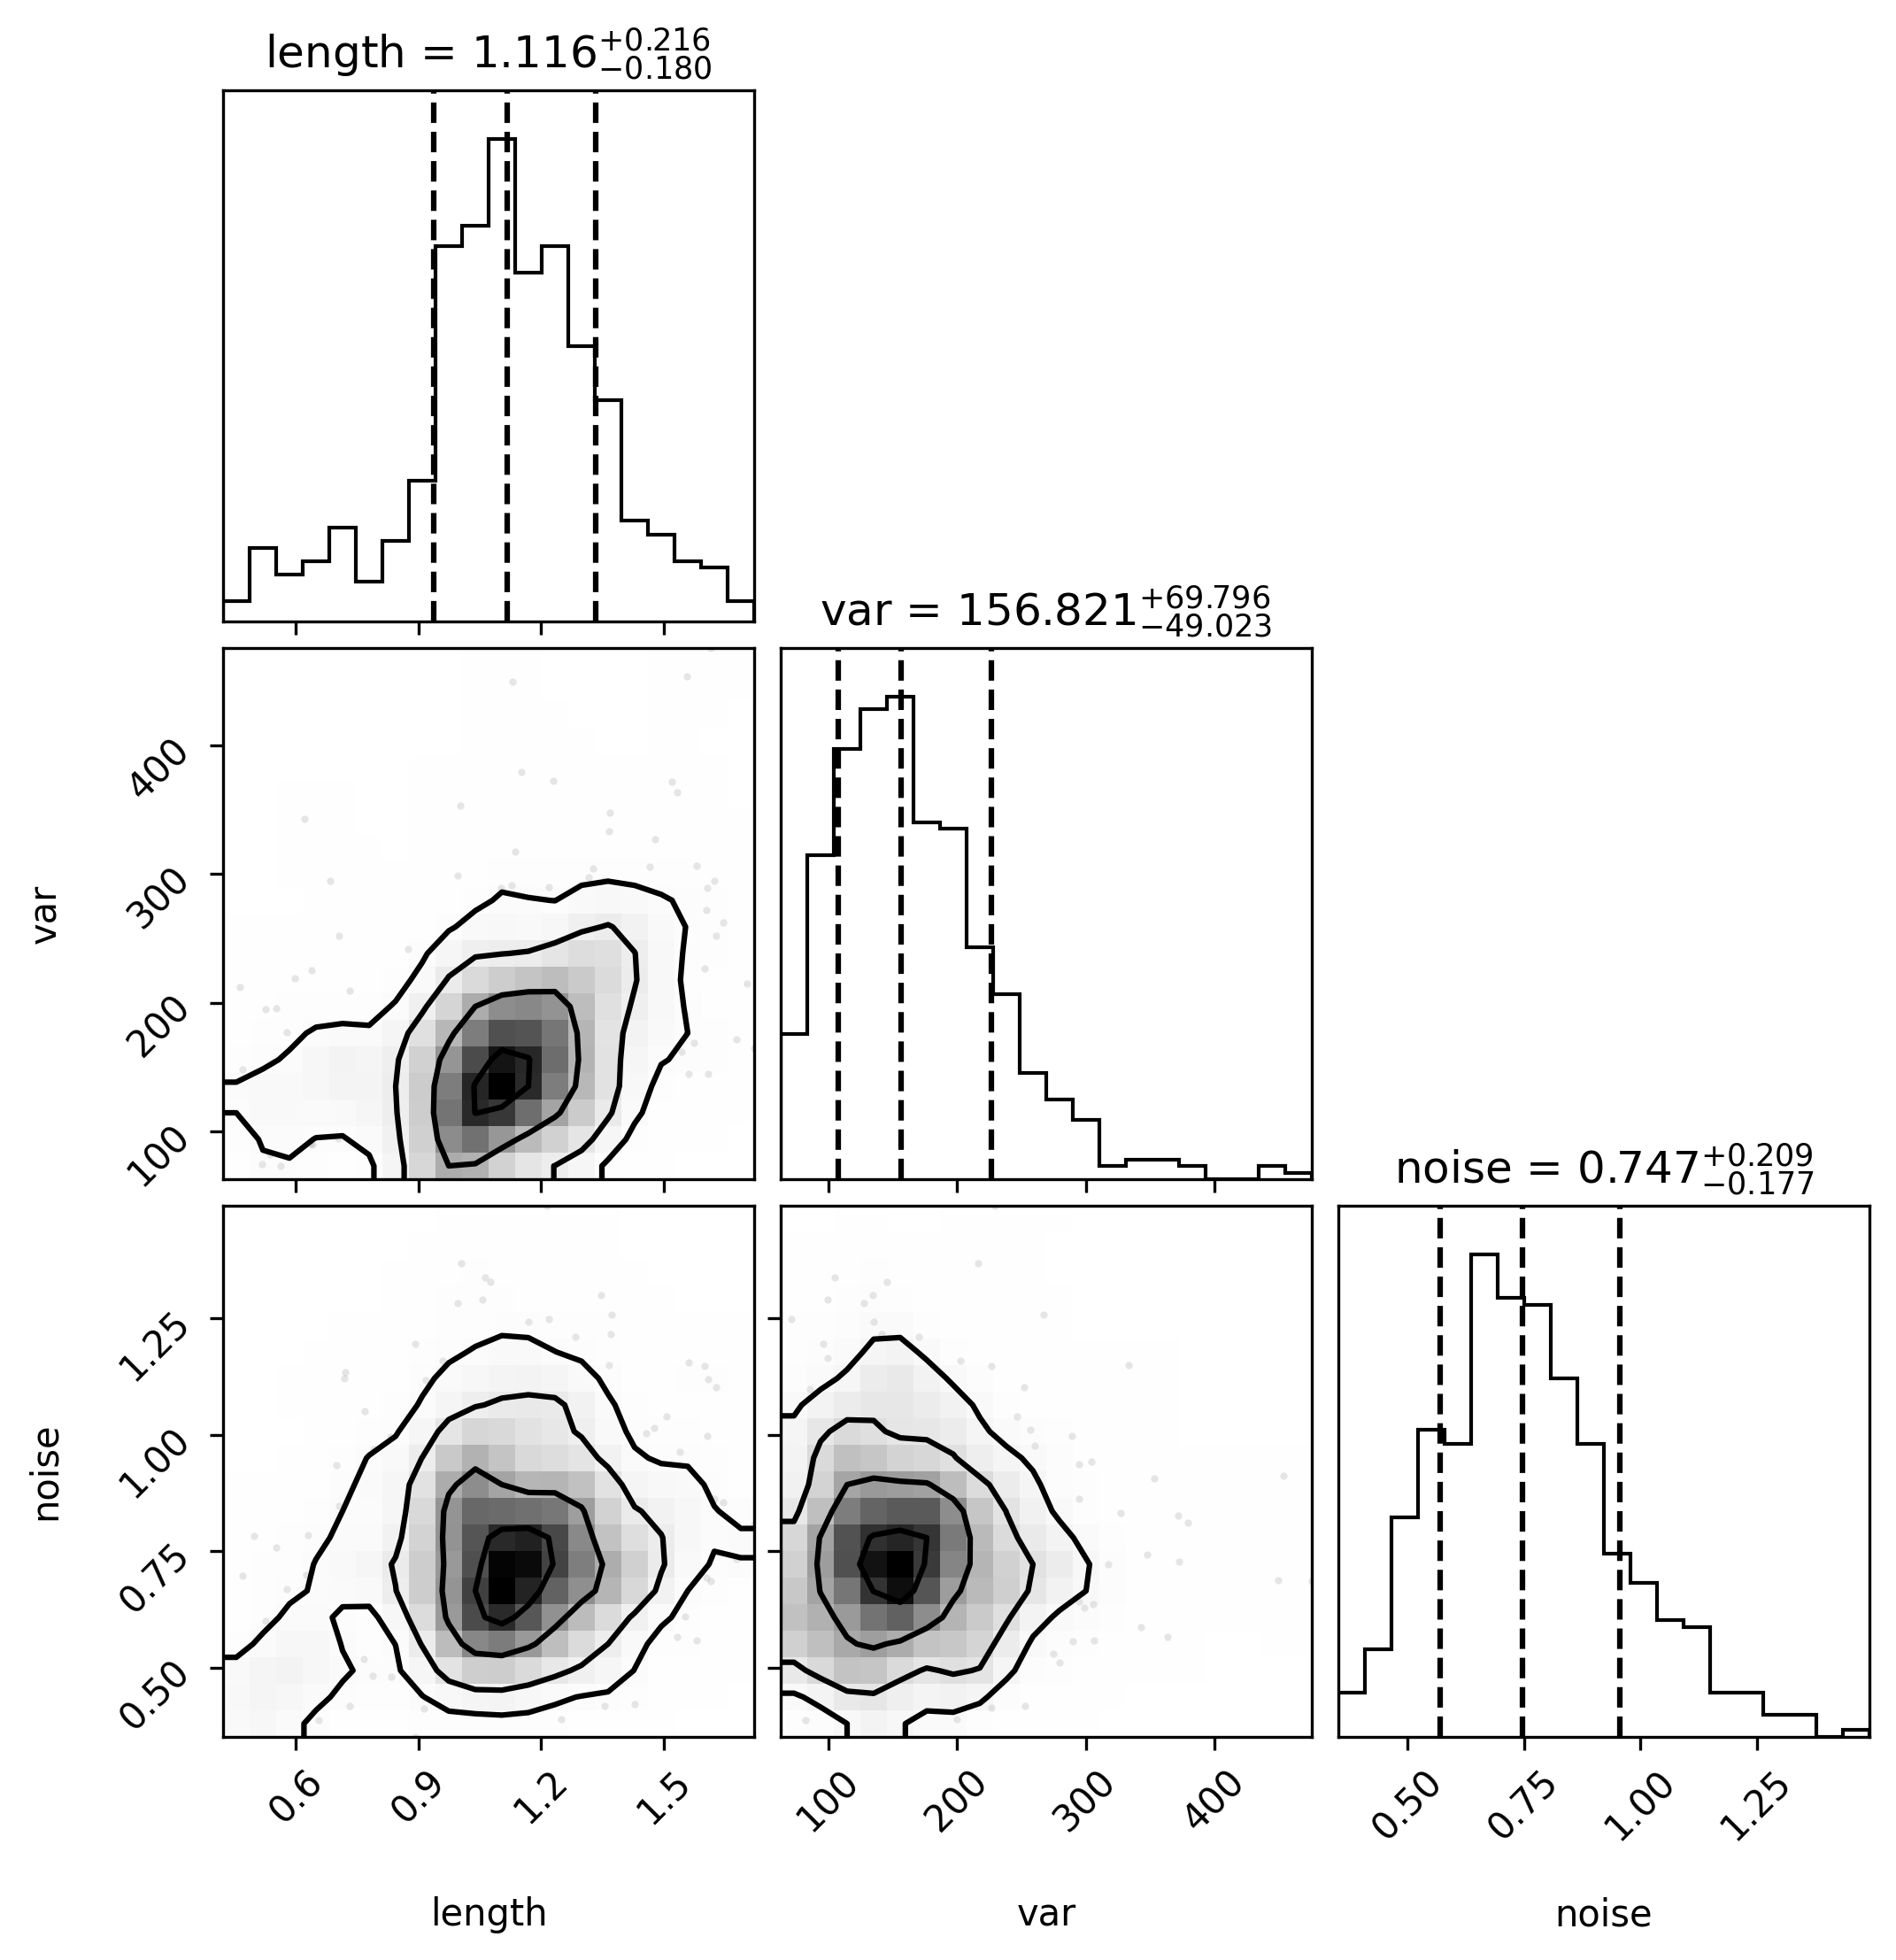 length = 1.116 +0.216 −0.180
var = 156.821 +69.796 −49.023
400
300
200
100
var
noise = 0.747 +0.209 −0.177
1.25
1.00
0.75
0.50
noise
0.6 0.9 1.2 1.5 100 200 300 400 0.50 0.75 1.00 1.25
length var noise